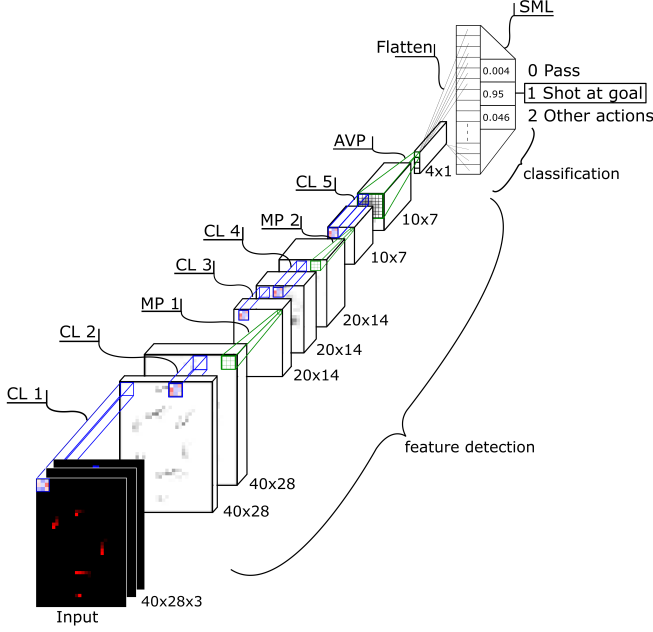 SML
Flatten
0.004
0 Pass
0.95
1 Shot at goal
0.046
2 Other actions
AVP
4x1
classification
CL 5
10x7
MP 2
CL 4
10x7
CL 3
20x14
MP 1
20x14
CL 2
20x14
CL 1
feature detection
40x28
40x28
40x28x3
Input